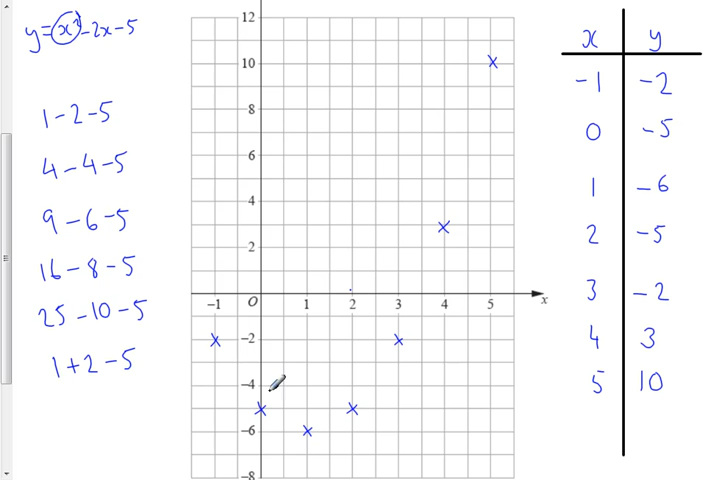 y = x² - 2x - 5
1 - 2 - 5
4 - 4 - 5
9 - 6 - 5
16 - 8 - 5
25 - 10 - 5
1 + 2 - 5
12
10
8
6
4
2
-1 O 1 2 3 4 5 x
-2
-4
-6
-8
x y
-1 -2
0 -5
1 -6
2 -5
3 -2
4 3
5 10